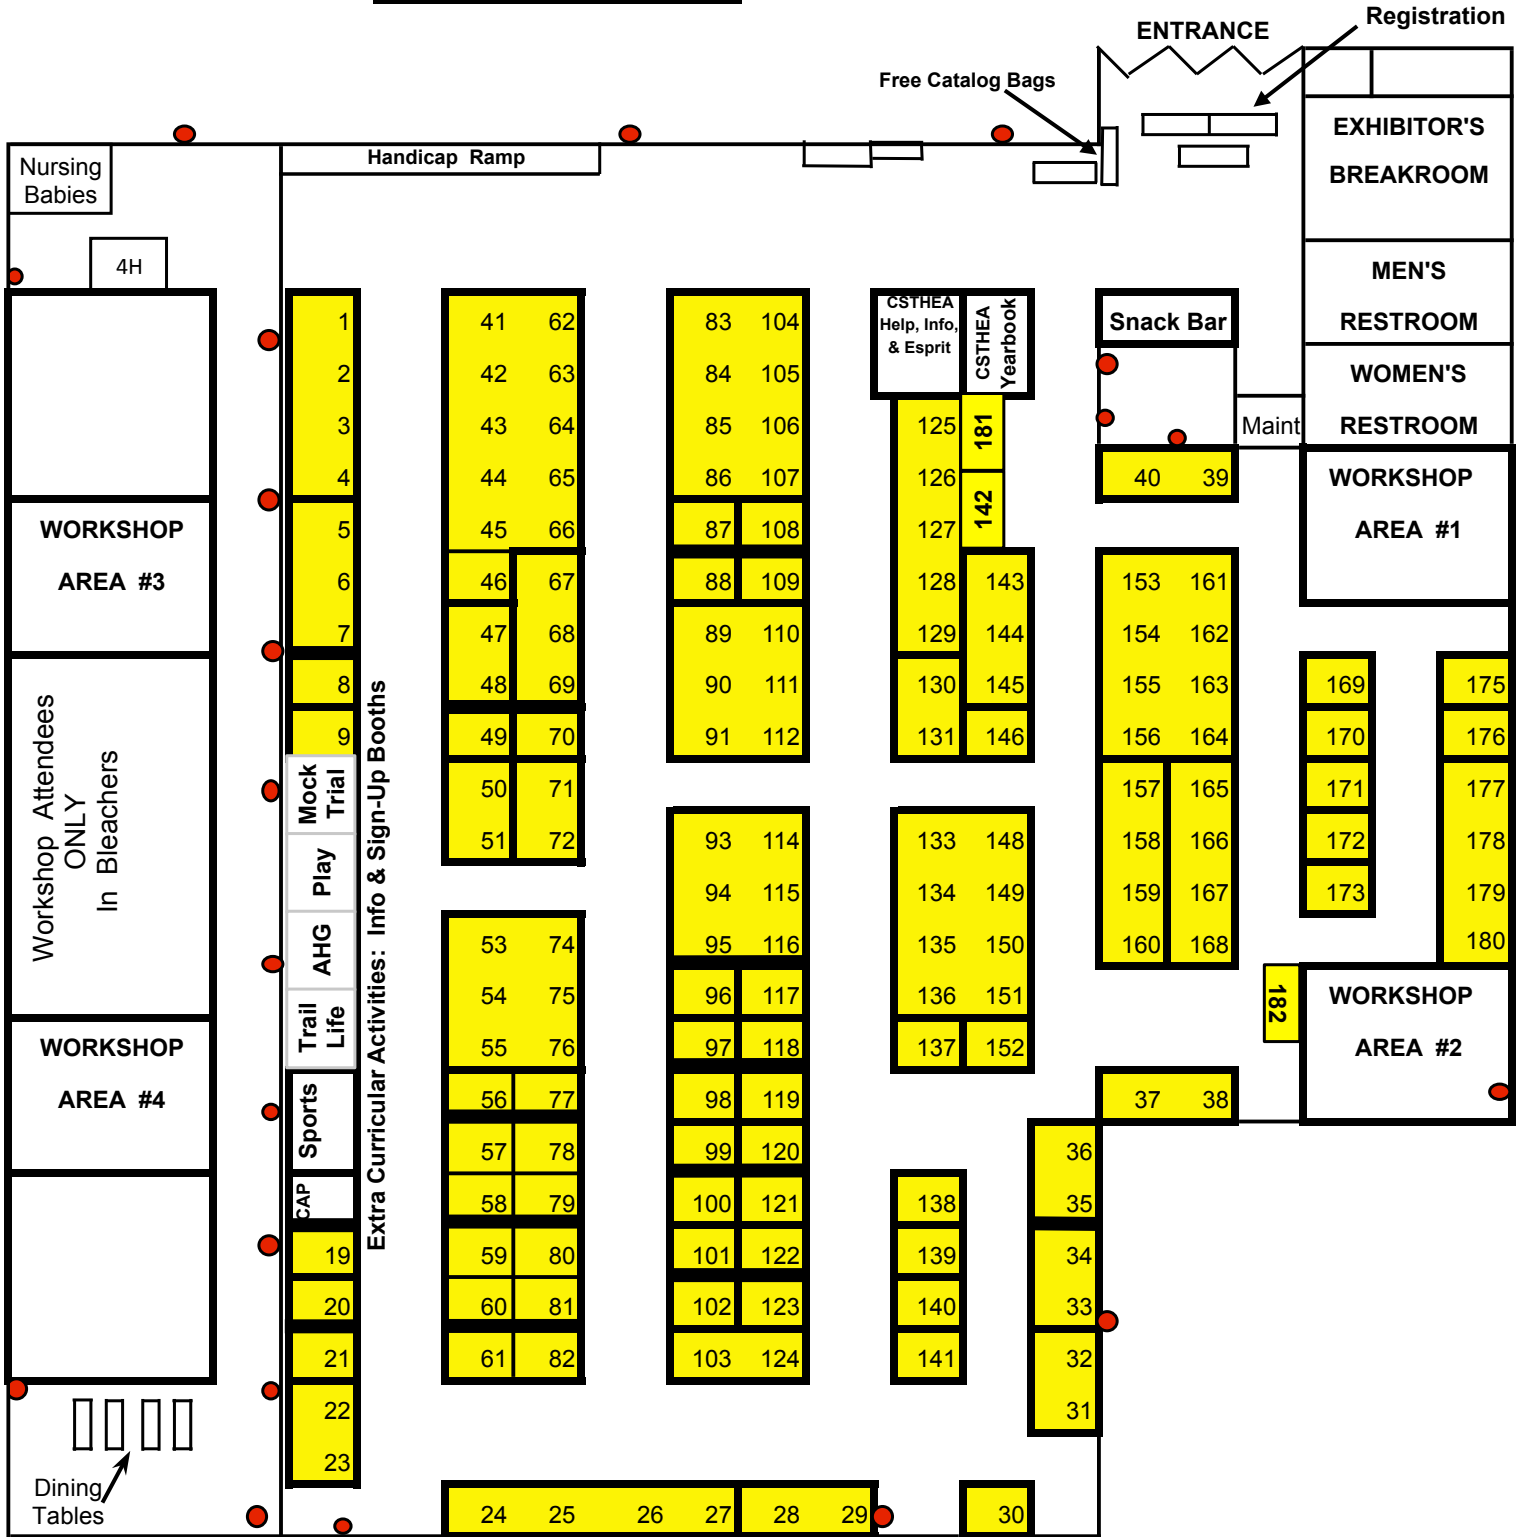 Registration
ENTRANCE
Free Catalog Bags
EXHIBITOR'S
BREAKROOM
Handicap Ramp
Nursing
Babies
4H
MEN'S
RESTROOM
WOMEN'S
RESTROOM
CSTHEA
Help, Info,
& Esprit
CSTHEA
Yearbook
Snack Bar
Maint
1 41 62 83 104
2 42 63 84 105
3 43 64 85 106 125 181
4 44 65 86 107 126 40 39
WORKSHOP
AREA #1
WORKSHOP
AREA #3
5 45 66 87 108 127 142
6 46 67 88 109 128 143 153 161
7 47 68 89 110 129 144 154 162
8 48 69 90 111 130 145 155 163 169 175
9 49 70 91 112 131 146 156 164 170 176
Workshop Attendees
ONLY
In Bleachers
Mock
Trial
Play
AHG
Trail
Life
Sports
CAP
Extra Curricular Activities: Info & Sign-Up Booths
50 71 157 165 171 177
51 72 93 114 133 148 158 166 172 178
94 115 134 149 159 167 173 179
53 74 95 116 135 150 160 168 180
54 75 96 117 136 151 182
55 76 97 118 137 152
WORKSHOP
AREA #2
WORKSHOP
AREA #4
56 77 98 119 37 38
57 78 99 120 36
58 79 100 121 138 35
19 59 80 101 122 139 34
20 60 81 102 123 140 33
21 61 82 103 124 141 32
22 31
23
Dining
Tables
24 25 26 27 28 29 30